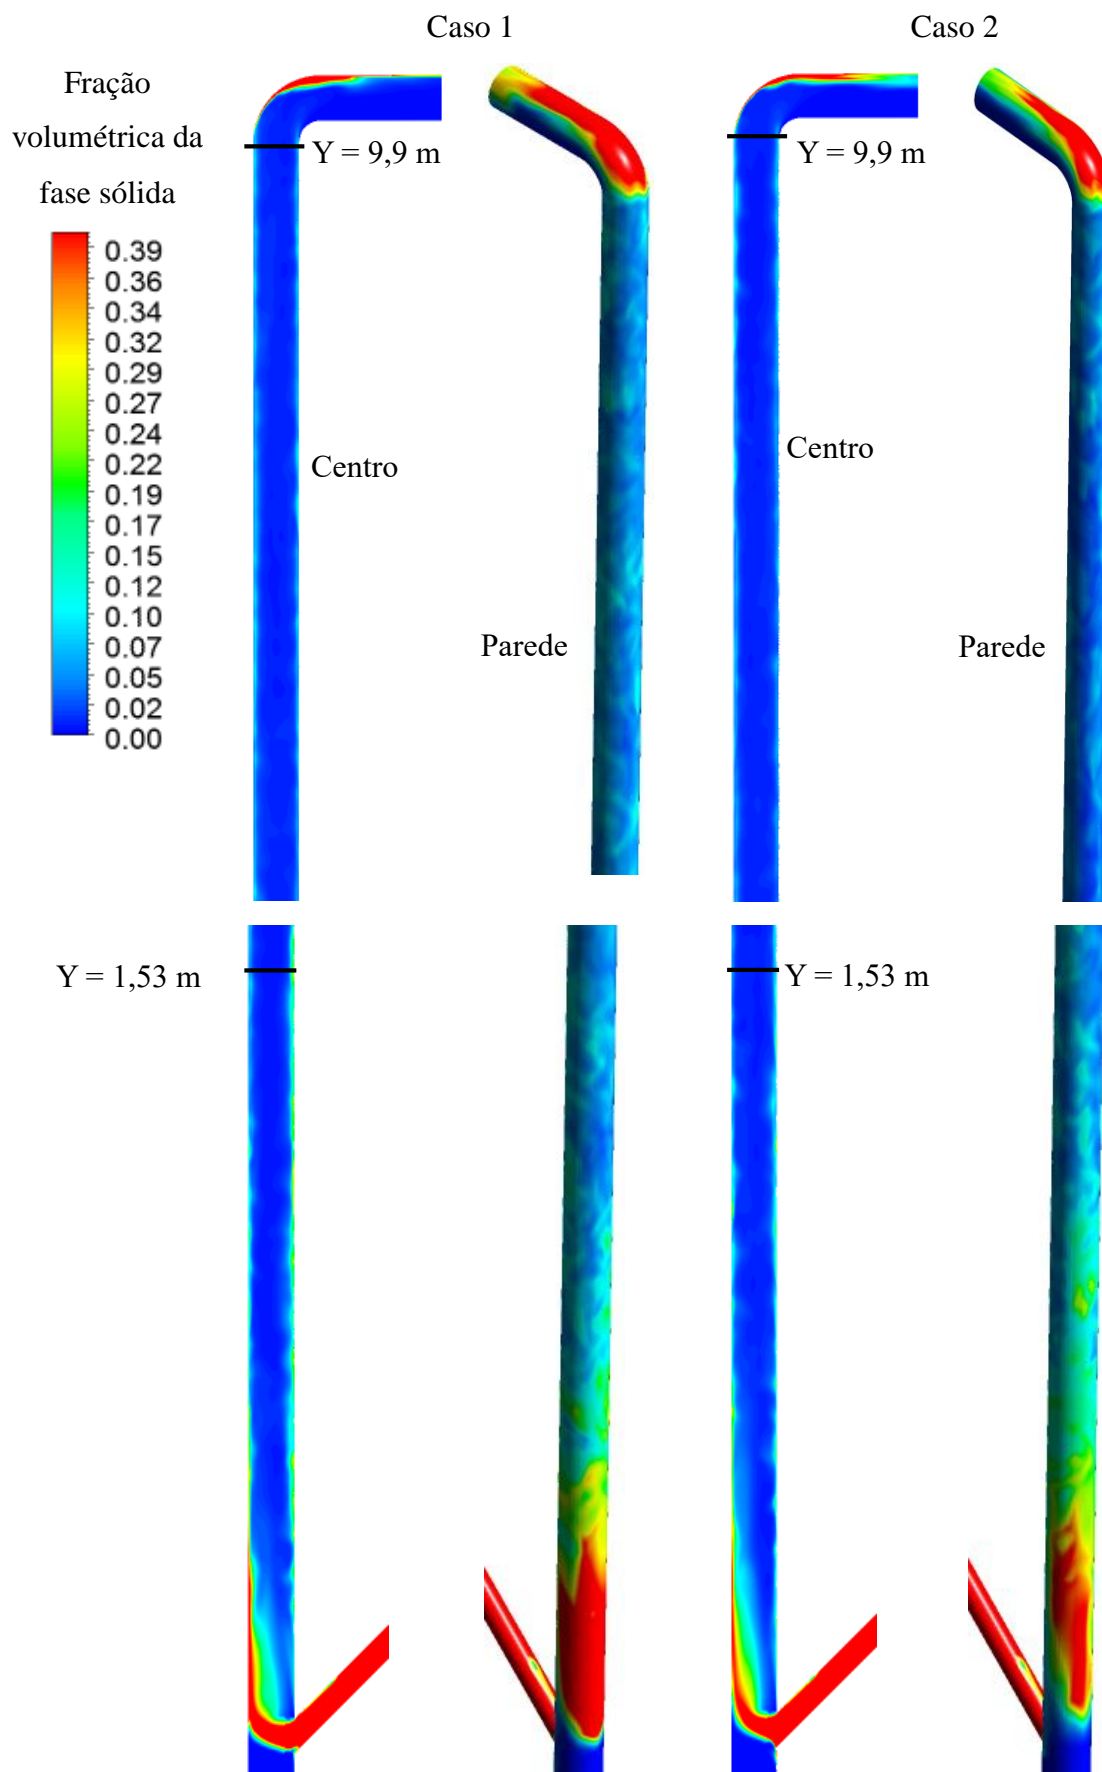 Caso 1
Caso 2
Fração
volumétrica da
fase sólida
Y = 9,9 m
Y = 9,9 m
0.39
0.36
0.34
0.32
0.29
0.27
0.24
0.22
0.19
0.17
0.15
0.12
0.10
0.07
0.05
0.02
0.00
Centro
Centro
Parede
Parede
Y = 1,53 m
Y = 1,53 m